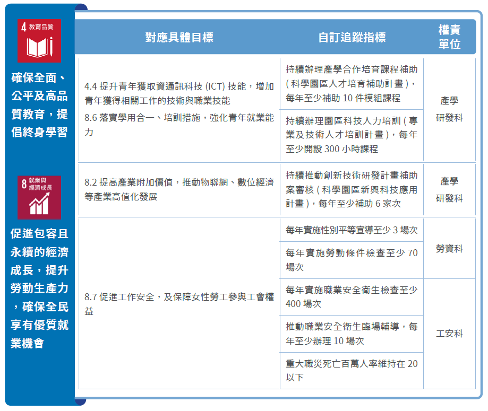 4 教育品質
確保全面、
公平及高品
質教育，提
倡終身學習
8 就業與
經濟成長
促進包容且
永續的經濟
成長，提升
勞動生產力
，確保全民
享有優質就
業機會
對應具體目標
自訂追蹤指標
權責
單位
4.4 提升青年獲取資通訊科技 (ICT) 技能，增加
青年獲得相關工作的技術與職業技能
8.6 落實學用合一、培訓措施，強化青年就業能
力
持續辦理產學合作培育課程補助
( 科學園區人才培育補助計畫 )，
每年至少補助 10 件模組課程
持續辦理園區科技人力培訓 ( 專
業及技術人才培訓計畫 )，每年
至少開設 300 小時課程
產學
研發科
8.2 提高產業附加價值，推動物聯網、數位經濟
等產業高值化發展
持續推動創新技術研發計畫補助
案審核 ( 科學園區新興科技應用
計畫 )，每年至少補助 6 家次
產學
研發科
8.7 促進工作安全，及保障女性勞工參與工會權
益
每年實施性別平等宣導至少 3 場次
每年實施勞動條件檢查至少 70
場次
勞資科
每年實施職業安全衛生檢查至少
400 場次
推動職業安全衛生臨場輔導，每
年至少辦理 10 場次
重大職災死亡百萬人率維持在 20
以下
工安科